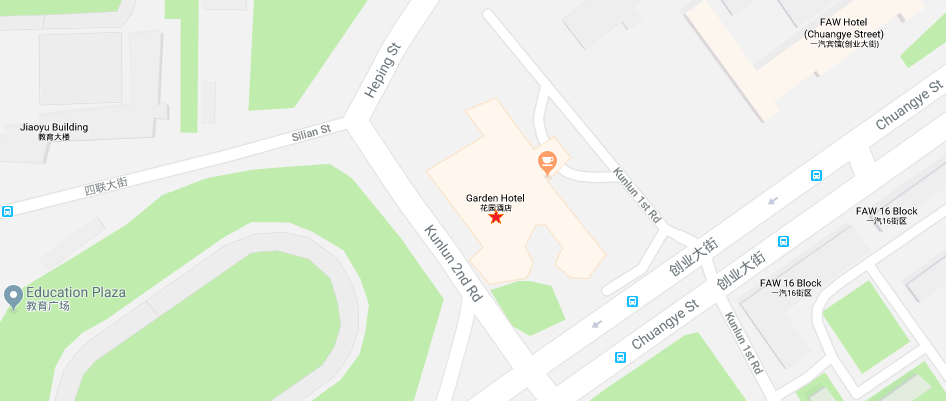 FAW Hotel
(Chuangye Street)
一汽宾馆(创业大街)
Heping St
Chuangye St
Jiaoyu Building
教育大楼
Silian St
四联大街
Garden Hotel
花园酒店
Kunlun 1st Rd
FAW 16 Block
一汽16街区
Kunlun 2nd Rd
创业大街
创业大街
Education Plaza
教育广场
FAW 16 Block
一汽16街区
Chuangye St
Kunlun 1st Rd